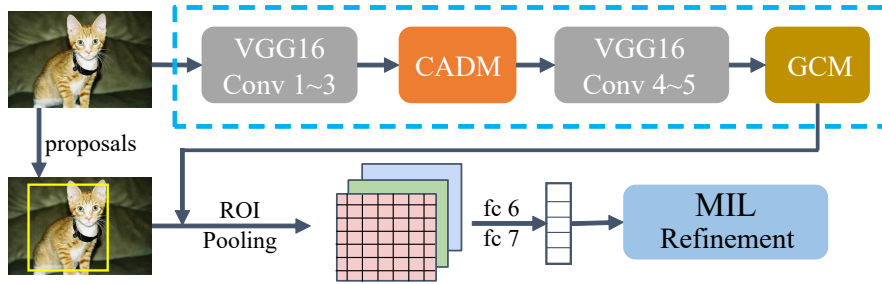 VGG16
Conv 1~3
CADM
VGG16
Conv 4~5
GCM
proposals
ROI
Pooling
fc 6
fc 7
MIL
Refinement